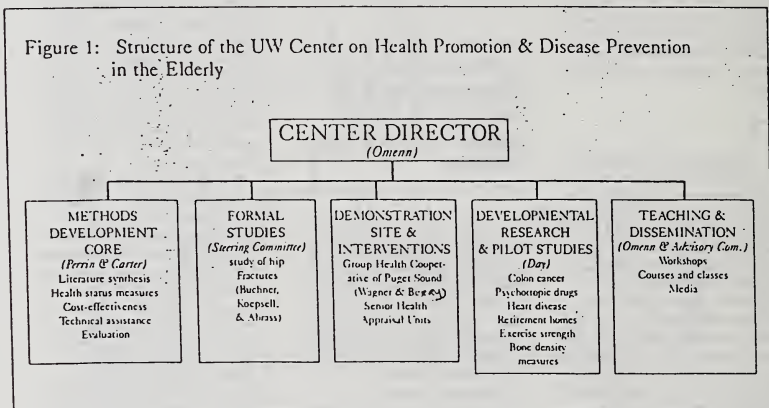 Figure 1: Structure of the UW Center on Health Promotion & Disease Prevention
in the Elderly
CENTER DIRECTOR
(Omenn)
METHODS
DEVELOPMENT
CORE
(Perrin & Carter)
Literature synthesis
Health status measures
Cost-effectiveness
Technical assistance
Evaluation
FORMAL
STUDIES
(Steering Committee)
study of hip
Fractures
(Buchner,
Koepsell,
& Abrass)
DEMONSTRATION
SITE &
INTERVENTIONS
Group Health Cooper-
ative of Puget Sound
(Wagner &
Senior Health
Appraisal Units
DEVELOPMENTAL
RESEARCH
& PILOT STUDIES
(Day)
Colon cancer
Psychotropic drugs
Heart disease
Retirement homes
Exercise strength
Bone density
measures
TEACHING &
DISSEMINATION
(Omenn & Advisory Com.)
Workshops
Courses and classes
Media